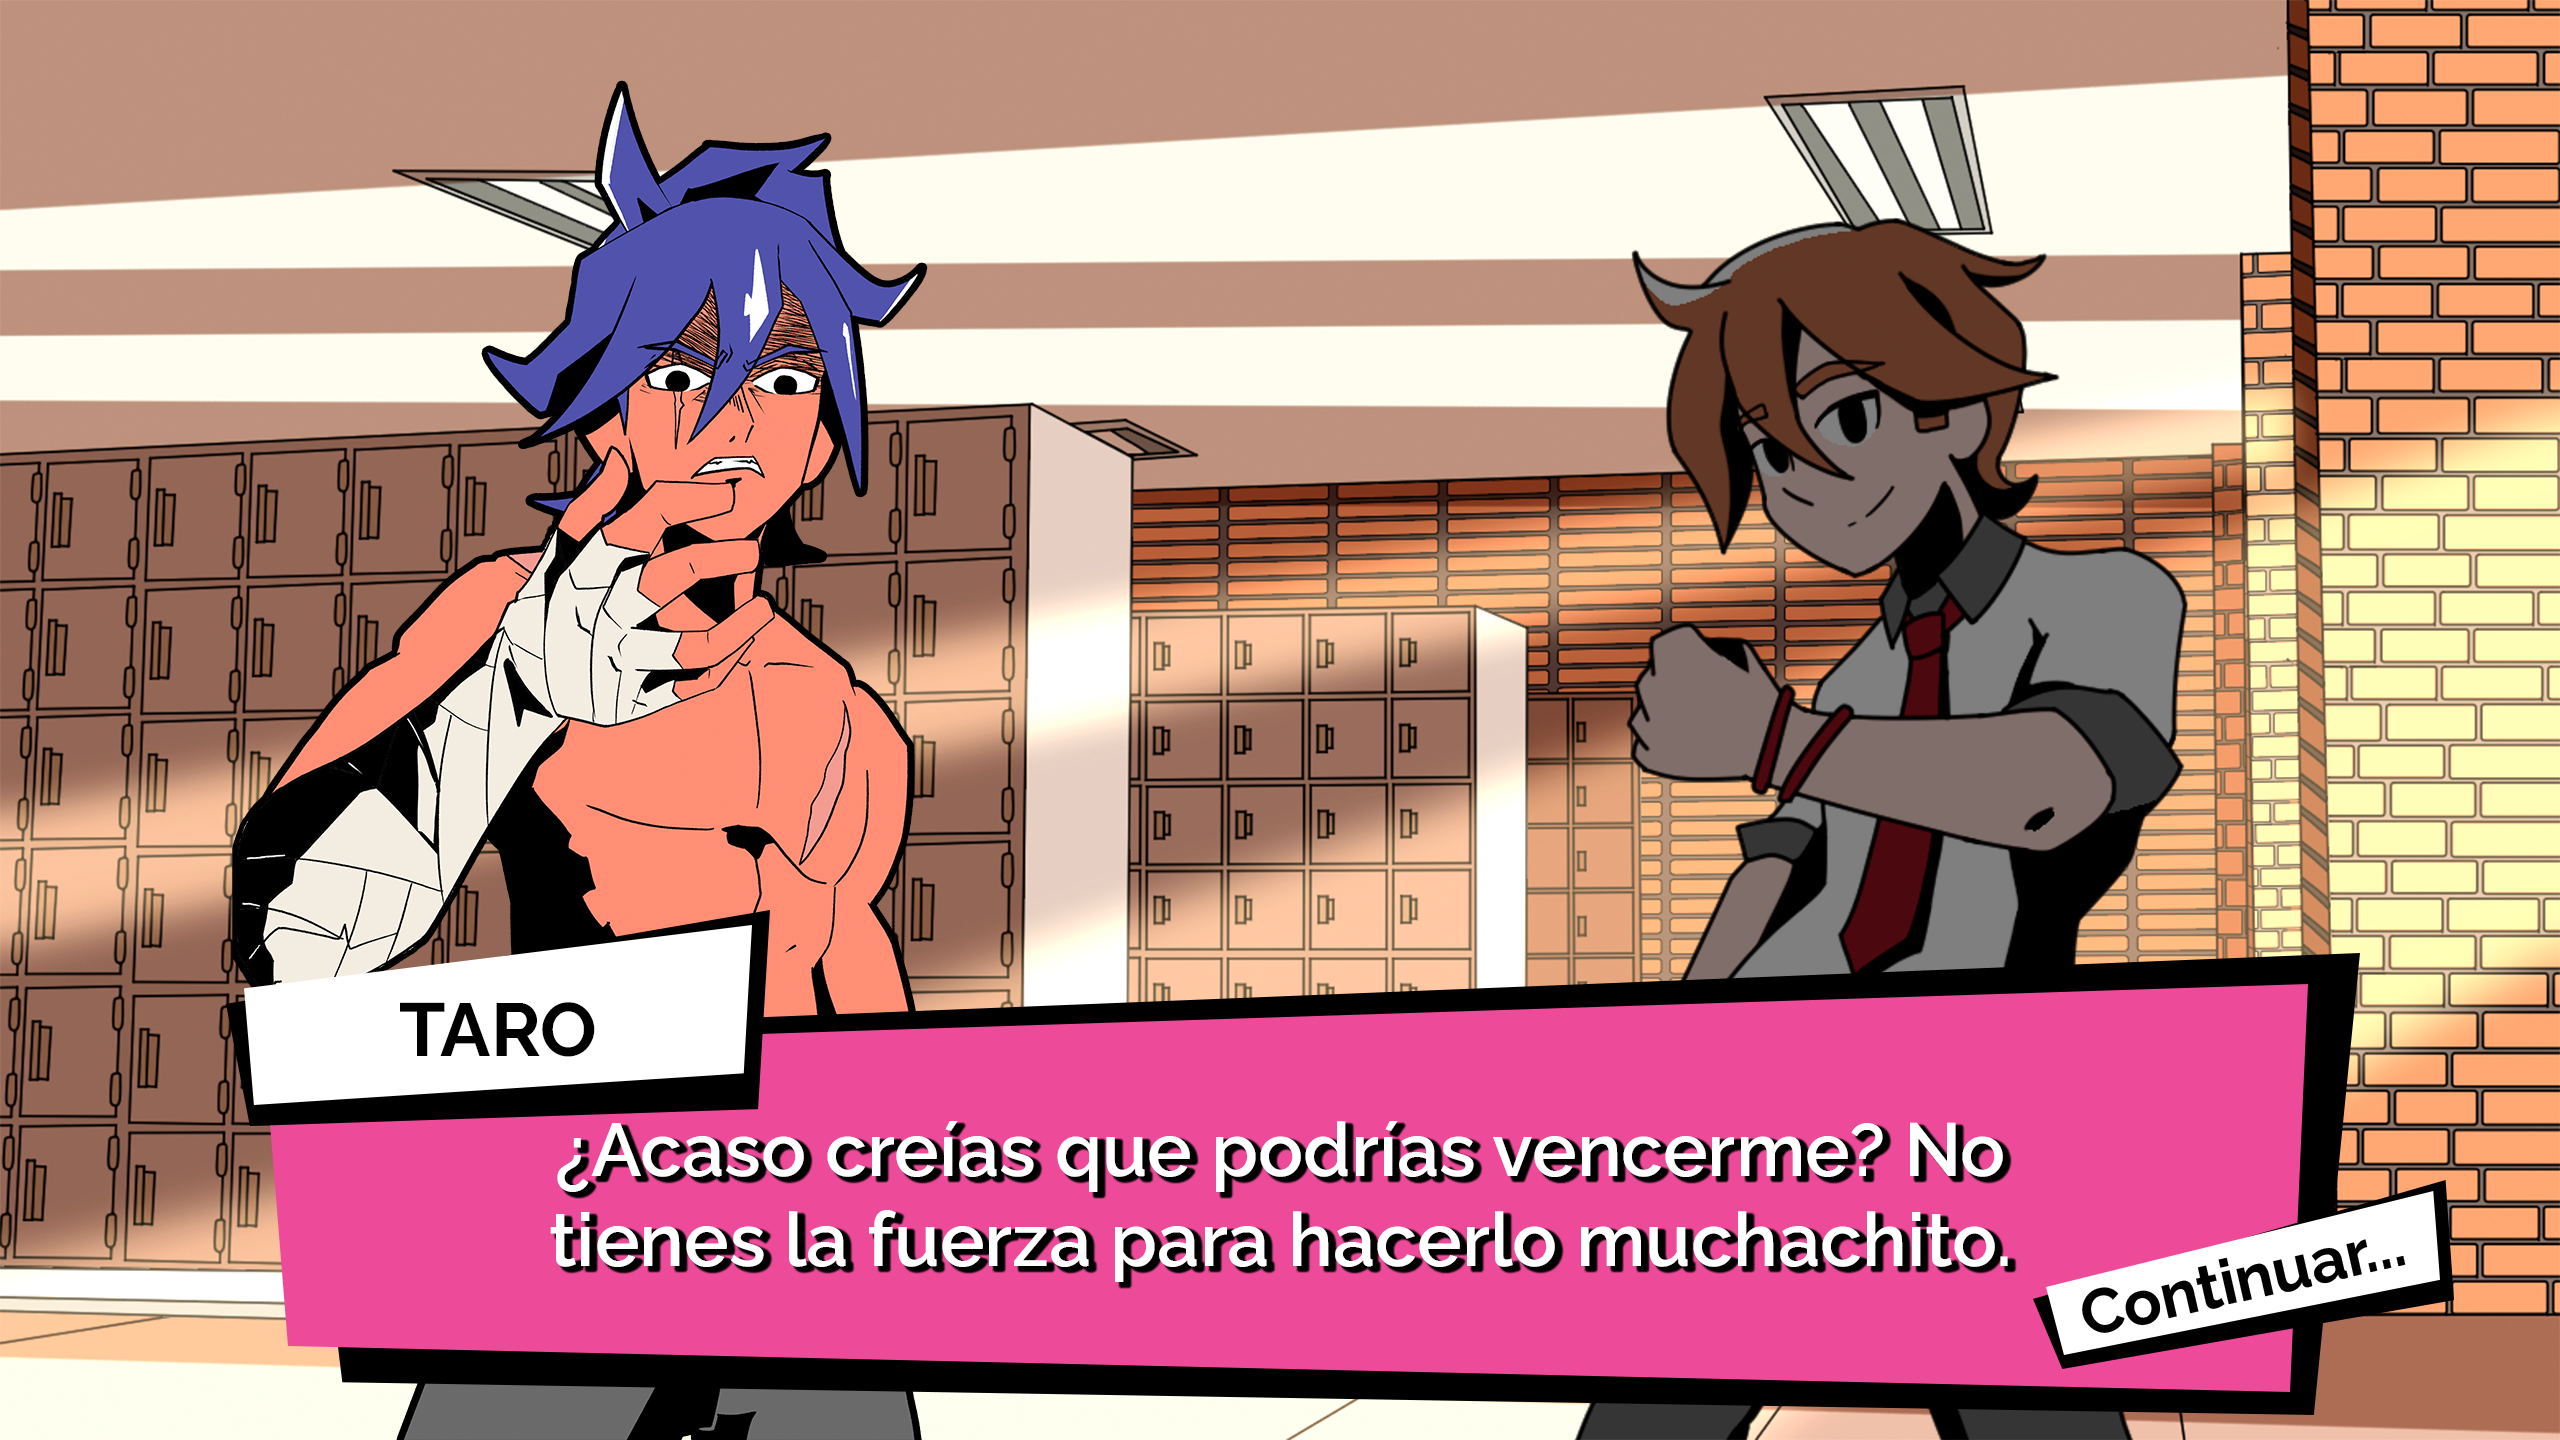 TARO
¿Acaso creías que podrías vencerme? No
tienes la fuerza para hacerlo muchachito.
Continuar...